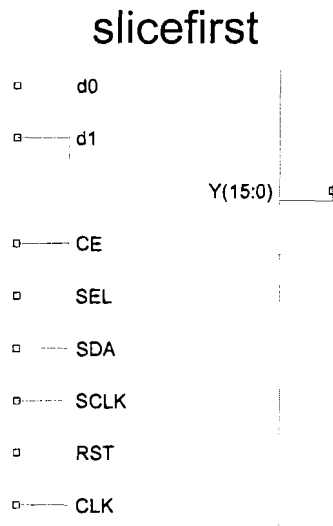 slicefirst
d0
d1
Y(15:0)
CE
SEL
SDA
SCLK
RST
CLK